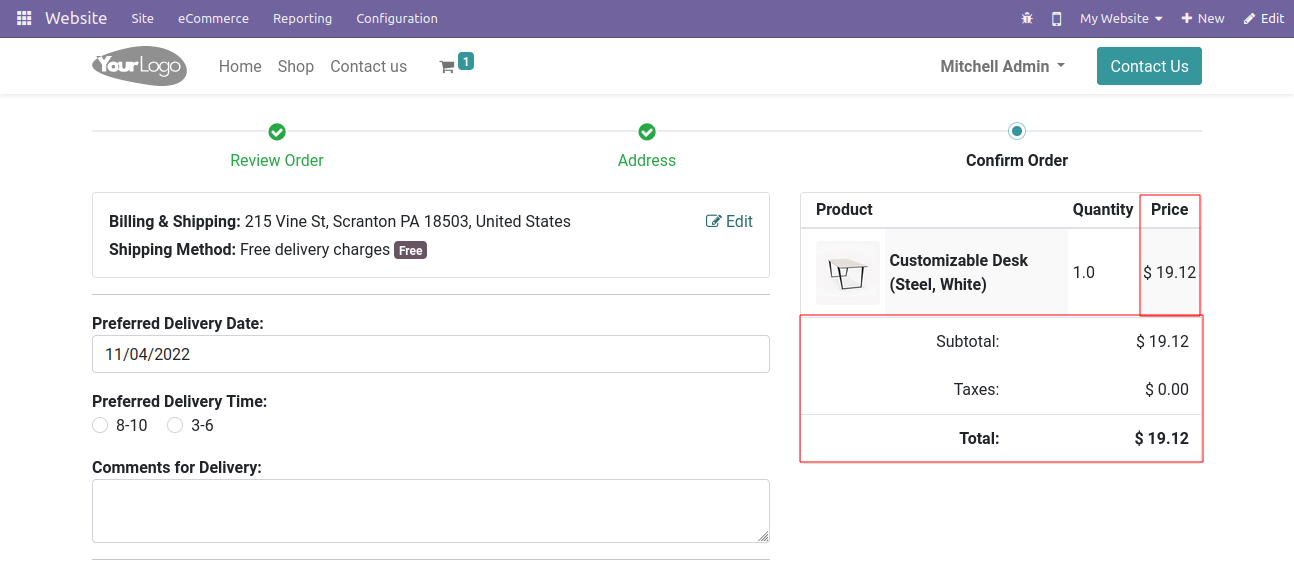 Website Site eCommerce Reporting Configuration My Website New Edit
YourLogo Home Shop Contact us 1 Mitchell Admin Contact Us
Review Order Address Confirm Order
Billing & Shipping: 215 Vine St, Scranton PA 18503, United States Edit
Shipping Method: Free delivery charges Free
Preferred Delivery Date:
11/04/2022
Preferred Delivery Time:
8-10 3-6
Comments for Delivery:
Product Quantity Price
Customizable Desk
(Steel, White) 1.0 $ 19.12
Subtotal: $ 19.12
Taxes: $ 0.00
Total: $ 19.12